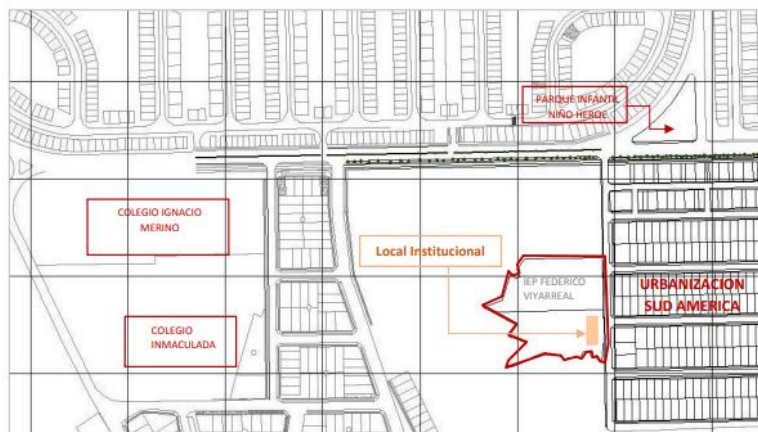 PARQUE INFANTIL
NIÑO HEROE
COLEGIO IGNACIO
MERINO
Local Institucional
IEP FEDERICO
VIYARREAL
URBANIZACION
SUD AMERICA
COLEGIO
INMACULADA